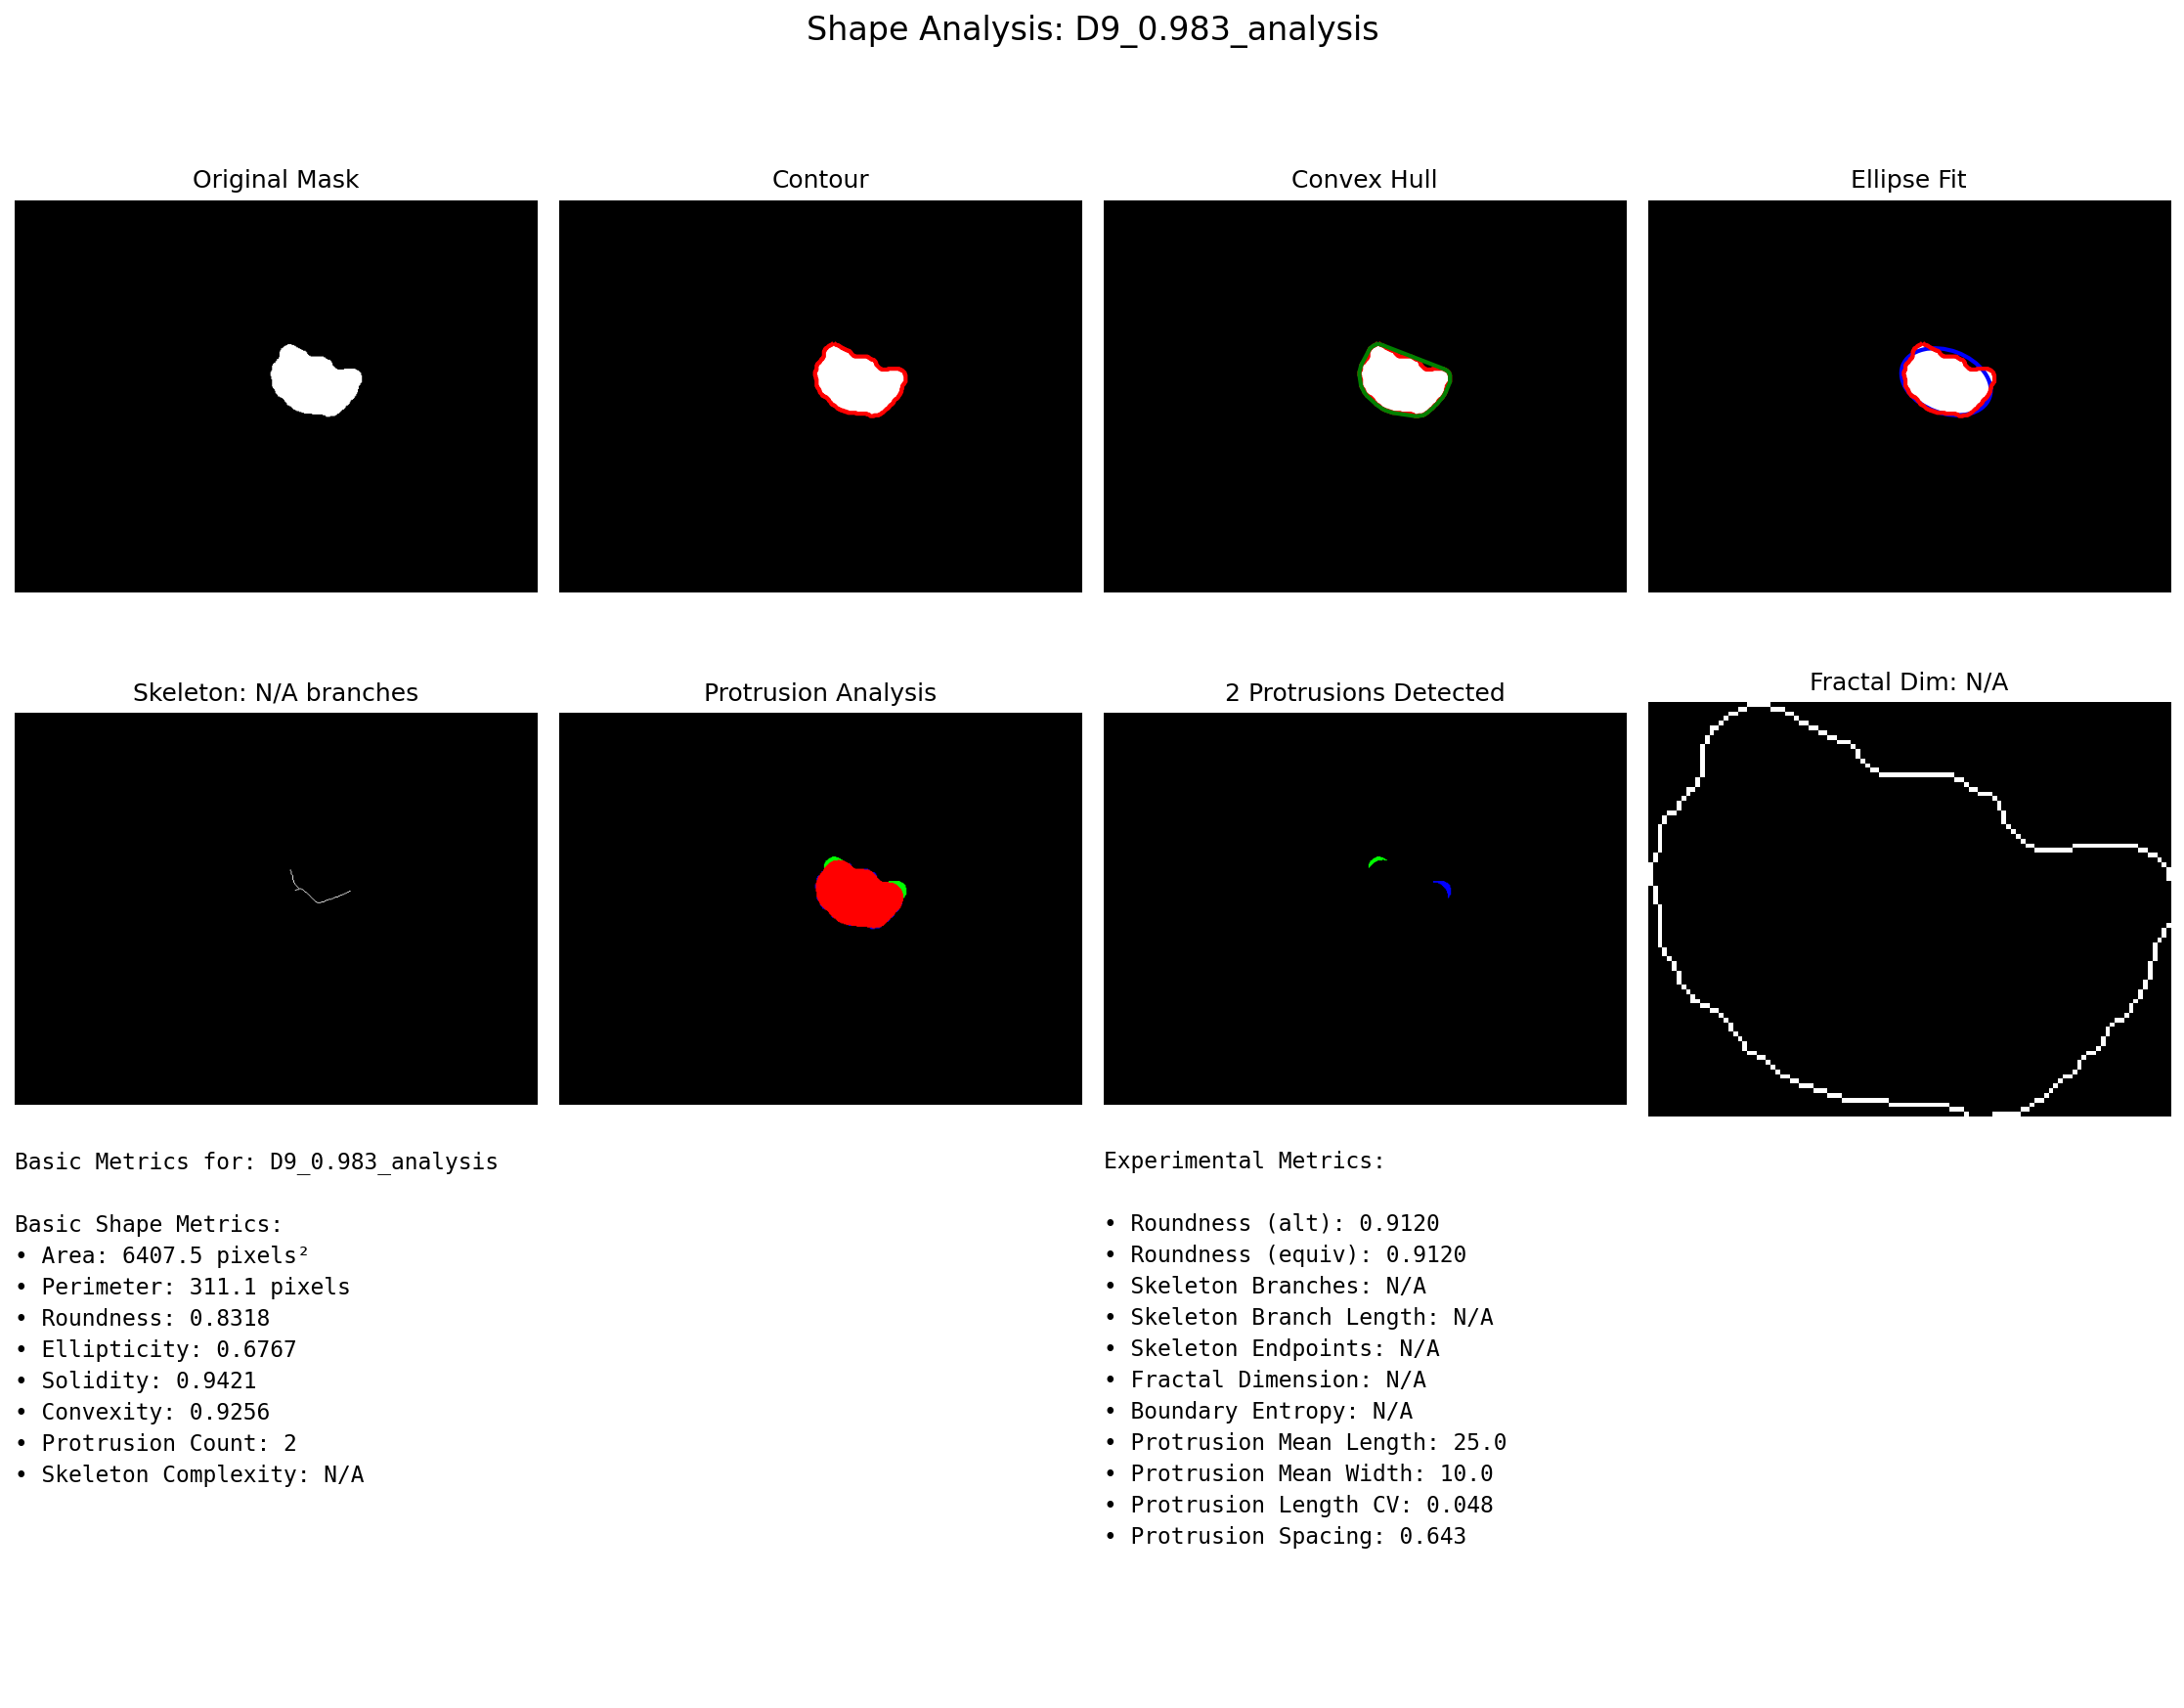 Shape Analysis: D9_0.983_analysis
Original Mask
Contour
Convex Hull
Ellipse Fit
Skeleton: N/A branches
Protrusion Analysis
2 Protrusions Detected
Fractal Dim: N/A
Basic Metrics for: D9_0.983_analysis
Basic Shape Metrics:
• Area: 6407.5 pixels²
• Perimeter: 311.1 pixels
• Roundness: 0.8318
• Ellipticity: 0.6767
• Solidity: 0.9421
• Convexity: 0.9256
• Protrusion Count: 2
• Skeleton Complexity: N/A
Experimental Metrics:
• Roundness (alt): 0.9120
• Roundness (equiv): 0.9120
• Skeleton Branches: N/A
• Skeleton Branch Length: N/A
• Skeleton Endpoints: N/A
• Fractal Dimension: N/A
• Boundary Entropy: N/A
• Protrusion Mean Length: 25.0
• Protrusion Mean Width: 10.0
• Protrusion Length CV: 0.048
• Protrusion Spacing: 0.643